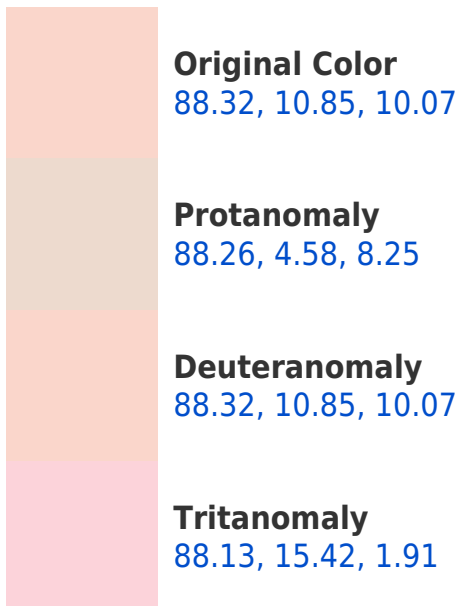 Original Color
88.32, 10.85, 10.07
Protanomaly
88.26, 4.58, 8.25
Deuteranomaly
88.32, 10.85, 10.07
Tritanomaly
88.13, 15.42, 1.91